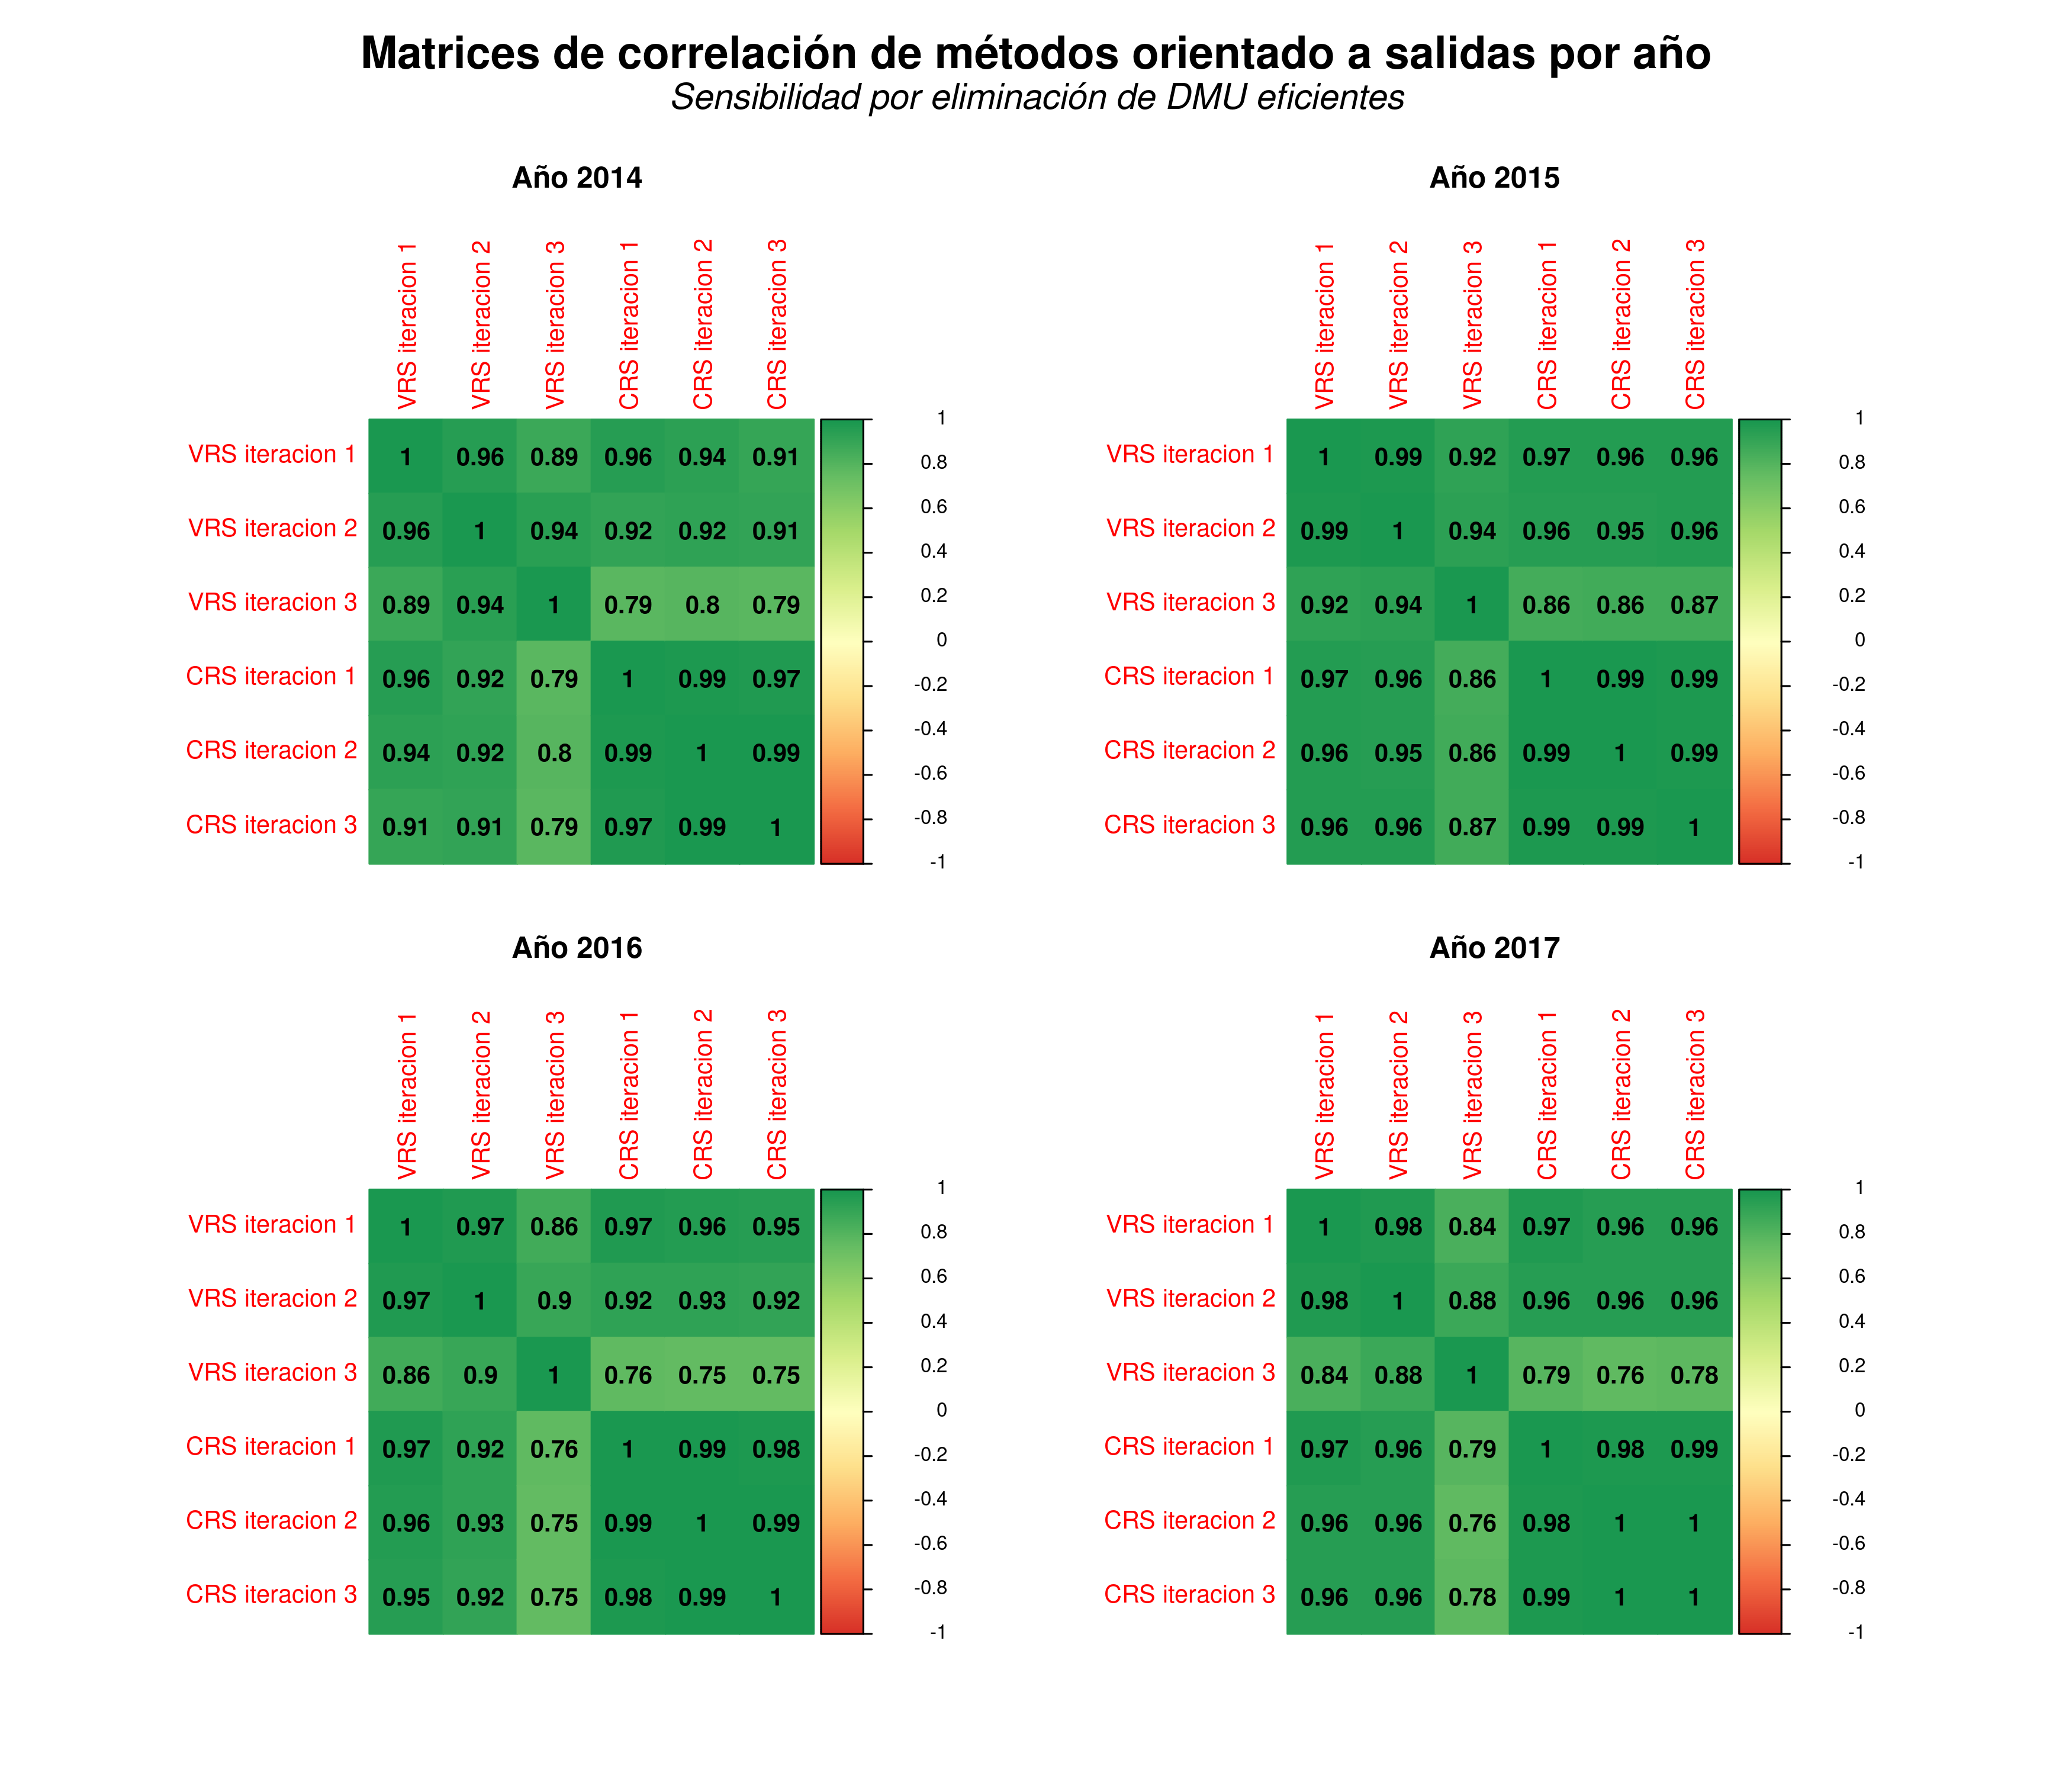 Matrices de correlación de métodos orientado a salidas por año
Sensibilidad por eliminación de DMU eficientes
Año 2014
VRS iteracion 1
VRS iteracion 2
VRS iteracion 3
CRS iteracion 1
CRS iteracion 2
CRS iteracion 3
VRS iteracion 1 1 0.96 0.89 0.96 0.94 0.91
VRS iteracion 2 0.96 1 0.94 0.92 0.92 0.91
VRS iteracion 3 0.89 0.94 1 0.79 0.8 0.79
CRS iteracion 1 0.96 0.92 0.79 1 0.99 0.97
CRS iteracion 2 0.94 0.92 0.8 0.99 1 0.99
CRS iteracion 3 0.91 0.91 0.79 0.97 0.99 1
1
0.8
0.6
0.4
0.2
0
-0.2
-0.4
-0.6
-0.8
-1
Año 2015
VRS iteracion 1
VRS iteracion 2
VRS iteracion 3
CRS iteracion 1
CRS iteracion 2
CRS iteracion 3
VRS iteracion 1 1 0.99 0.92 0.97 0.96 0.96
VRS iteracion 2 0.99 1 0.94 0.96 0.95 0.96
VRS iteracion 3 0.92 0.94 1 0.86 0.86 0.87
CRS iteracion 1 0.97 0.96 0.86 1 0.99 0.99
CRS iteracion 2 0.96 0.95 0.86 0.99 1 0.99
CRS iteracion 3 0.96 0.96 0.87 0.99 0.99 1
1
0.8
0.6
0.4
0.2
0
-0.2
-0.4
-0.6
-0.8
-1
Año 2016
VRS iteracion 1
VRS iteracion 2
VRS iteracion 3
CRS iteracion 1
CRS iteracion 2
CRS iteracion 3
VRS iteracion 1 1 0.97 0.86 0.97 0.96 0.95
VRS iteracion 2 0.97 1 0.9 0.92 0.93 0.92
VRS iteracion 3 0.86 0.9 1 0.76 0.75 0.75
CRS iteracion 1 0.97 0.92 0.76 1 0.99 0.98
CRS iteracion 2 0.96 0.93 0.75 0.99 1 0.99
CRS iteracion 3 0.95 0.92 0.75 0.98 0.99 1
1
0.8
0.6
0.4
0.2
0
-0.2
-0.4
-0.6
-0.8
-1
Año 2017
VRS iteracion 1
VRS iteracion 2
VRS iteracion 3
CRS iteracion 1
CRS iteracion 2
CRS iteracion 3
VRS iteracion 1 1 0.98 0.84 0.97 0.96 0.96
VRS iteracion 2 0.98 1 0.88 0.96 0.96 0.96
VRS iteracion 3 0.84 0.88 1 0.79 0.76 0.78
CRS iteracion 1 0.97 0.96 0.79 1 0.98 0.99
CRS iteracion 2 0.96 0.96 0.76 0.98 1 1
CRS iteracion 3 0.96 0.96 0.78 0.99 1 1
1
0.8
0.6
0.4
0.2
0
-0.2
-0.4
-0.6
-0.8
-1